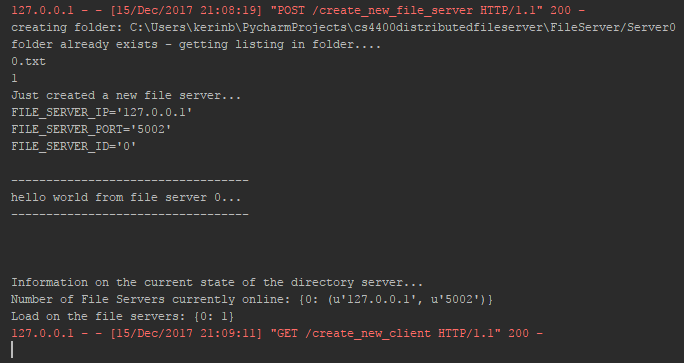 127.0.0.1 - - [15/Dec/2017 21:08:19] "POST /create_new_file_server HTTP/1.1" 200 -
creating folder: C:\Users\kerinb\PycharmProjects\cs4400distributedfileserver\FileServer/Server0
folder already exists - getting listing in folder....
0.txt
1
Just created a new file server...
FILE_SERVER_IP='127.0.0.1'
FILE_SERVER_PORT='5002'
FILE_SERVER_ID='0'
----------------------------------
hello world from file server 0...
----------------------------------
Information on the current state of the directory server...
Number of File Servers currently online: {0: (u'127.0.0.1', u'5002')}
Load on the file servers: {0: 1}
127.0.0.1 - - [15/Dec/2017 21:09:11] "GET /create_new_client HTTP/1.1" 200 -